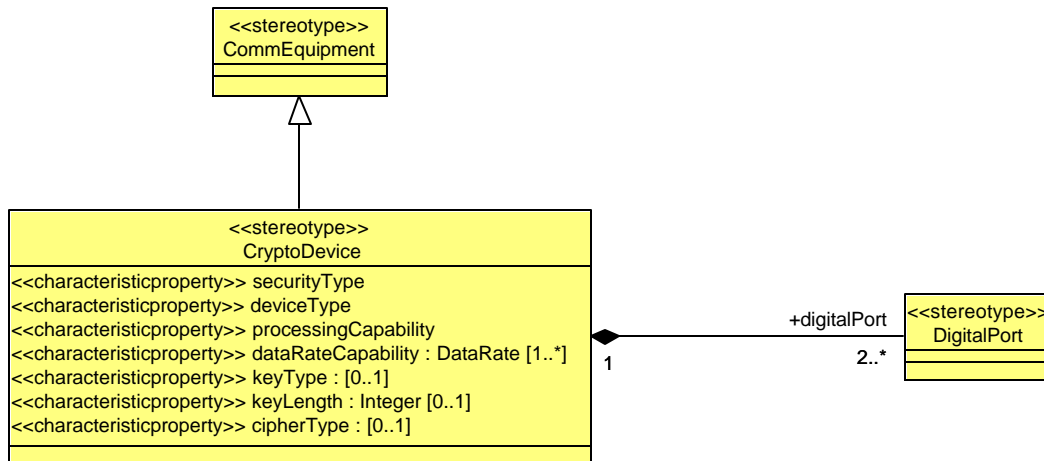 <<stereotype>>
CommEquipment
<<stereotype>>
CryptoDevice
<<characteristicproperty>> securityType
<<characteristicproperty>> deviceType
<<characteristicproperty>> processingCapability
<<characteristicproperty>> dataRateCapability : DataRate [1..*]
<<characteristicproperty>> keyType : [0..1]
<<characteristicproperty>> keyLength : Integer [0..1]
<<characteristicproperty>> cipherType : [0..1]
1
+digitalPort
2..*
<<stereotype>>
DigitalPort